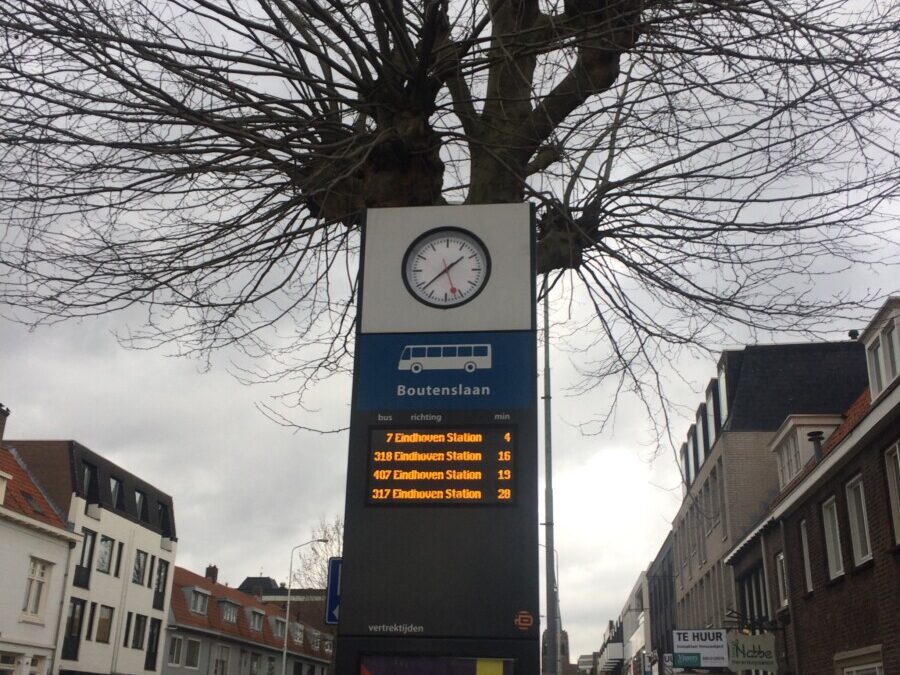 Boutenslaan
bus richting min
7 Eindhoven Station 4
318 Eindhoven Station 16
407 Eindhoven Station 19
317 Eindhoven Station 28
vertrektijden
TE HUUR